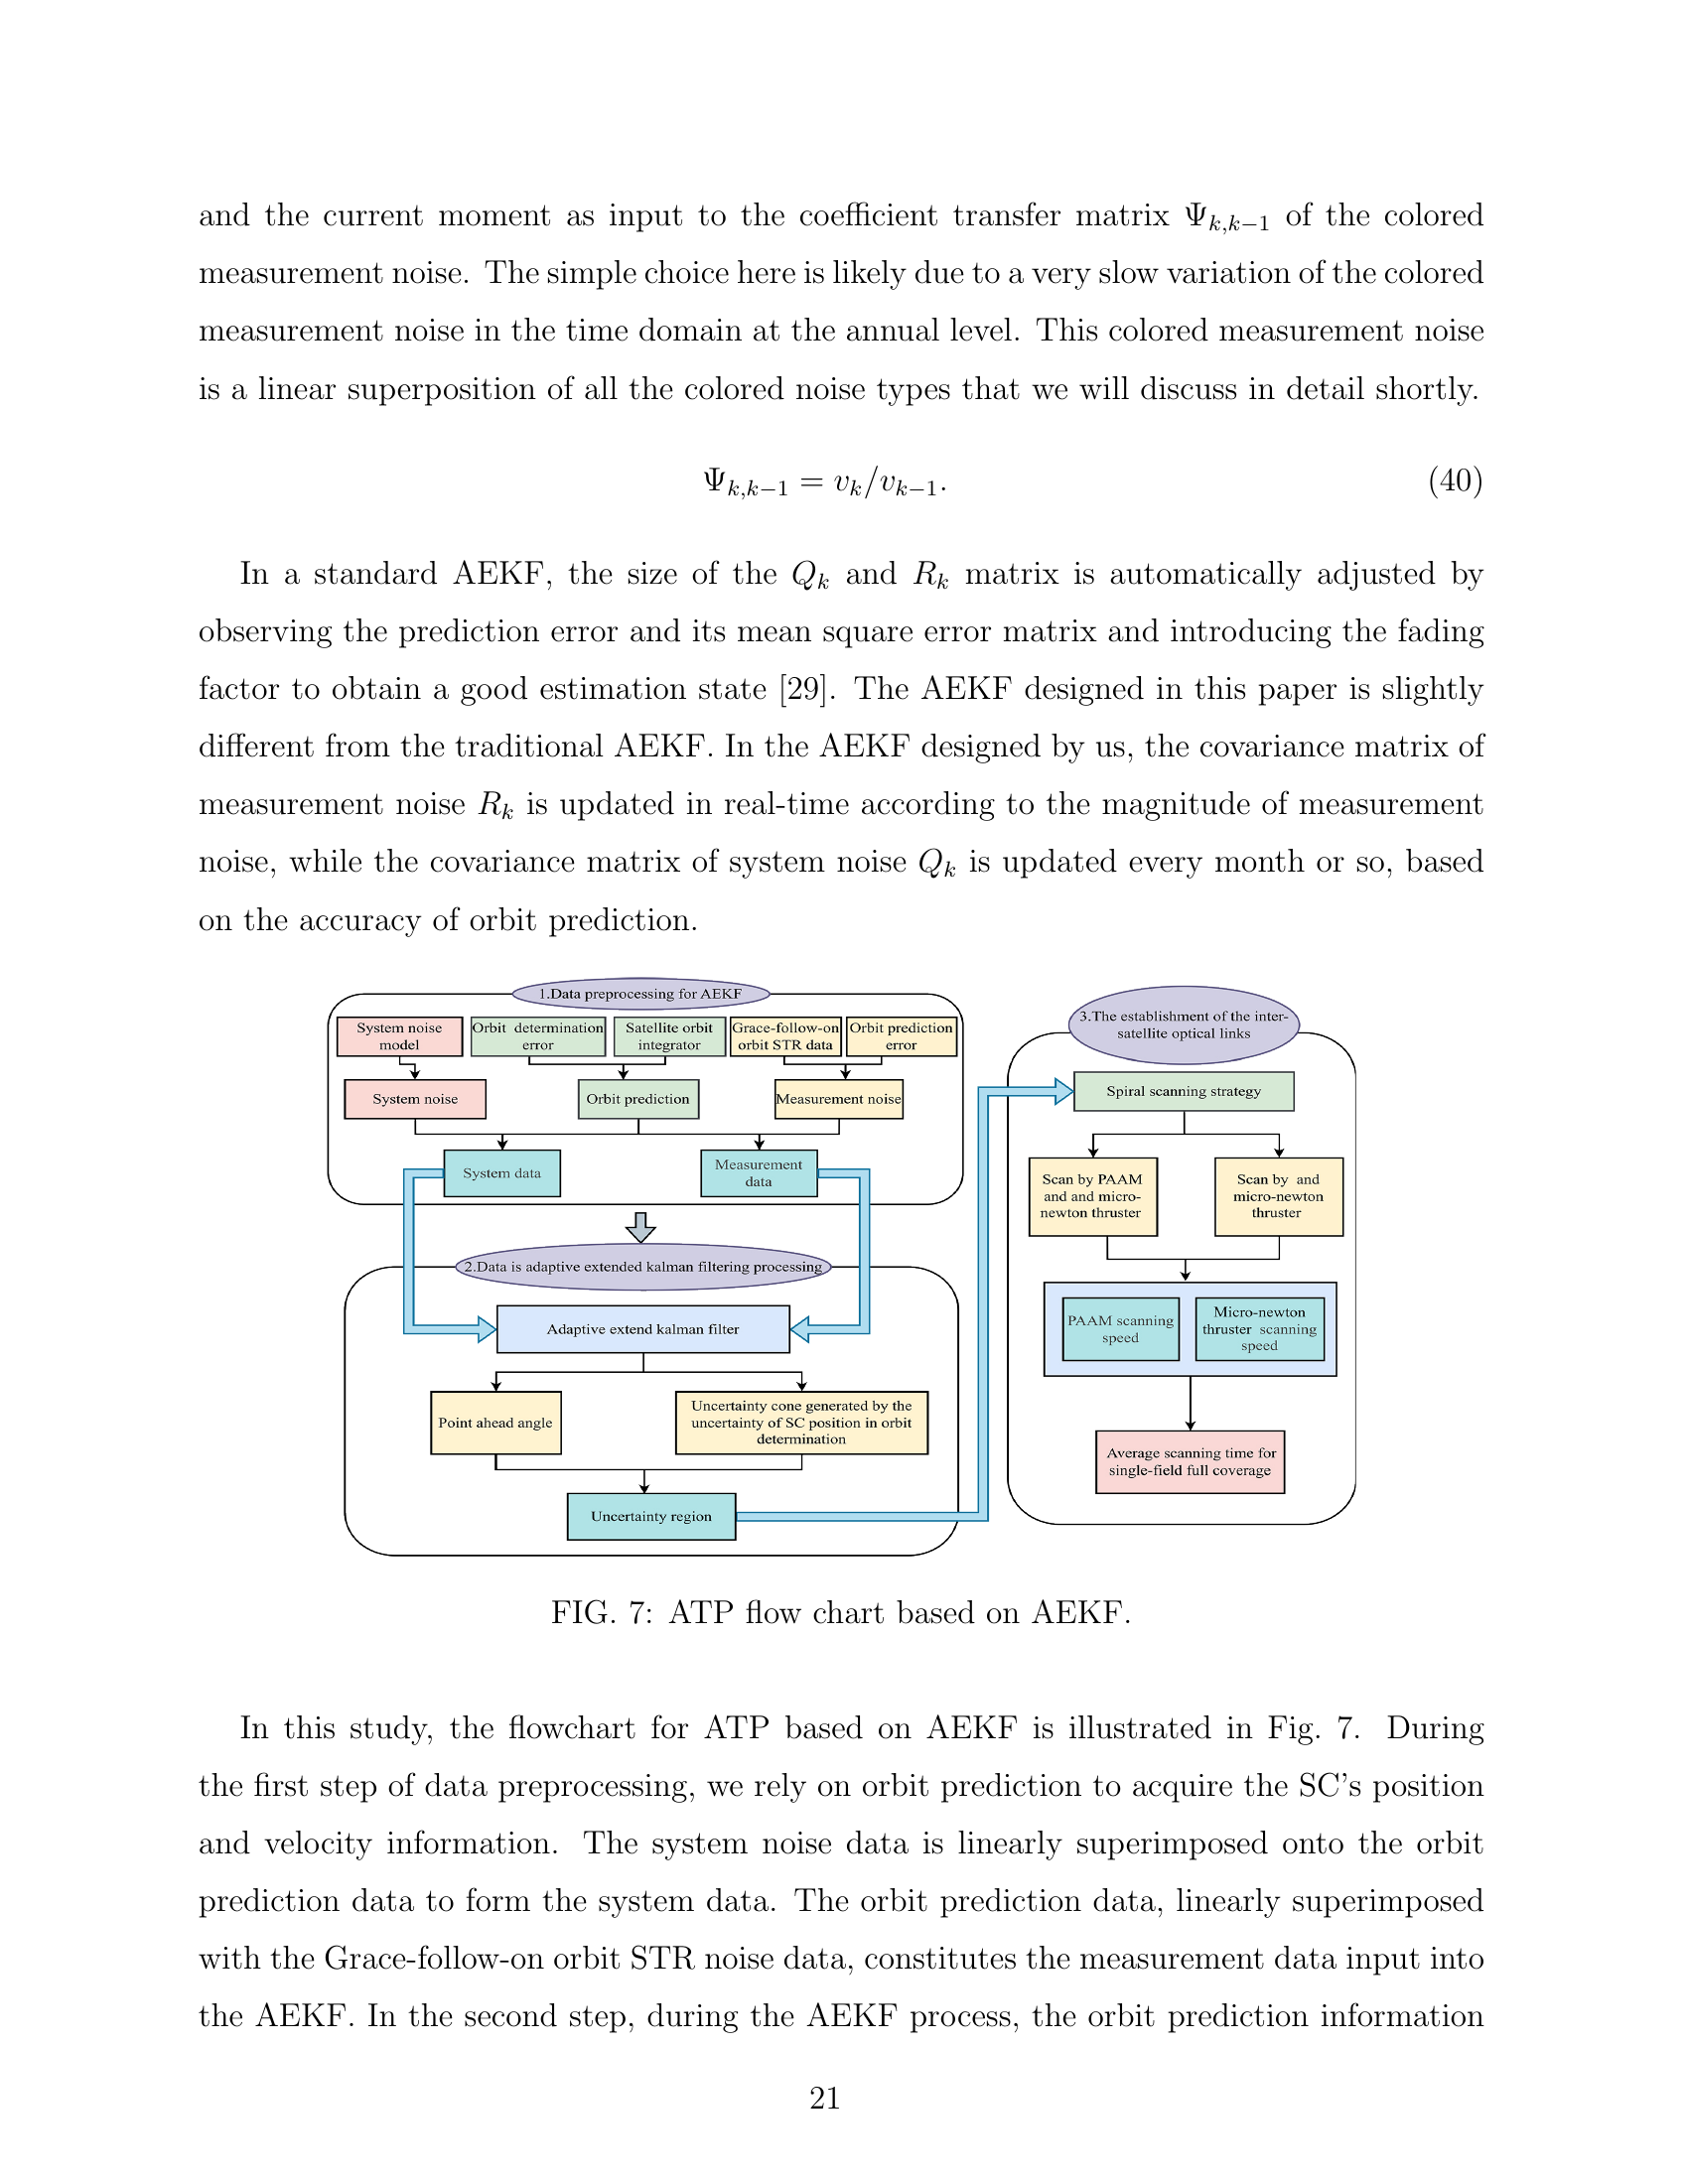 and the current moment as input to the coefficient transfer matrix Ψk,k−1 of the colored
measurement noise. The simple choice here is likely due to a very slow variation of the colored
measurement noise in the time domain at the annual level. This colored measurement noise
is a linear superposition of all the colored noise types that we will discuss in detail shortly.
Ψk,k−1 = vk/vk−1. (40)
In a standard AEKF, the size of the Qk and Rk matrix is automatically adjusted by
observing the prediction error and its mean square error matrix and introducing the fading
factor to obtain a good estimation state [29]. The AEKF designed in this paper is slightly
different from the traditional AEKF. In the AEKF designed by us, the covariance matrix of
measurement noise Rk is updated in real-time according to the magnitude of measurement
noise, while the covariance matrix of system noise Qk is updated every month or so, based
on the accuracy of orbit prediction.
1.Data preprocessing for AEKF
System noise
model
Orbit determination
error
Satellite orbit
integrator
Grace-follow-on
orbit STR data
Orbit prediction
error
System noise
Orbit prediction
Measurement noise
System data
Measurement
data
2.Data is adaptive extended kalman filtering processing
Adaptive extend kalman filter
Point ahead angle
Uncertainty cone generated by the
uncertainty of SC position in orbit
determination
Uncertainty region
3.The establishment of the inter-
satellite optical links
Spiral scanning strategy
Scan by PAAM
and and micro-
newton thruster
Scan by and
micro-newton
thruster
PAAM scanning
speed
Micro-newton
thruster scanning
speed
Average scanning time for
single-field full coverage
FIG. 7: ATP flow chart based on AEKF.
In this study, the flowchart for ATP based on AEKF is illustrated in Fig. 7. During
the first step of data preprocessing, we rely on orbit prediction to acquire the SC's position
and velocity information. The system noise data is linearly superimposed onto the orbit
prediction data to form the system data. The orbit prediction data, linearly superimposed
with the Grace-follow-on orbit STR noise data, constitutes the measurement data input into
the AEKF. In the second step, during the AEKF process, the orbit prediction information
21